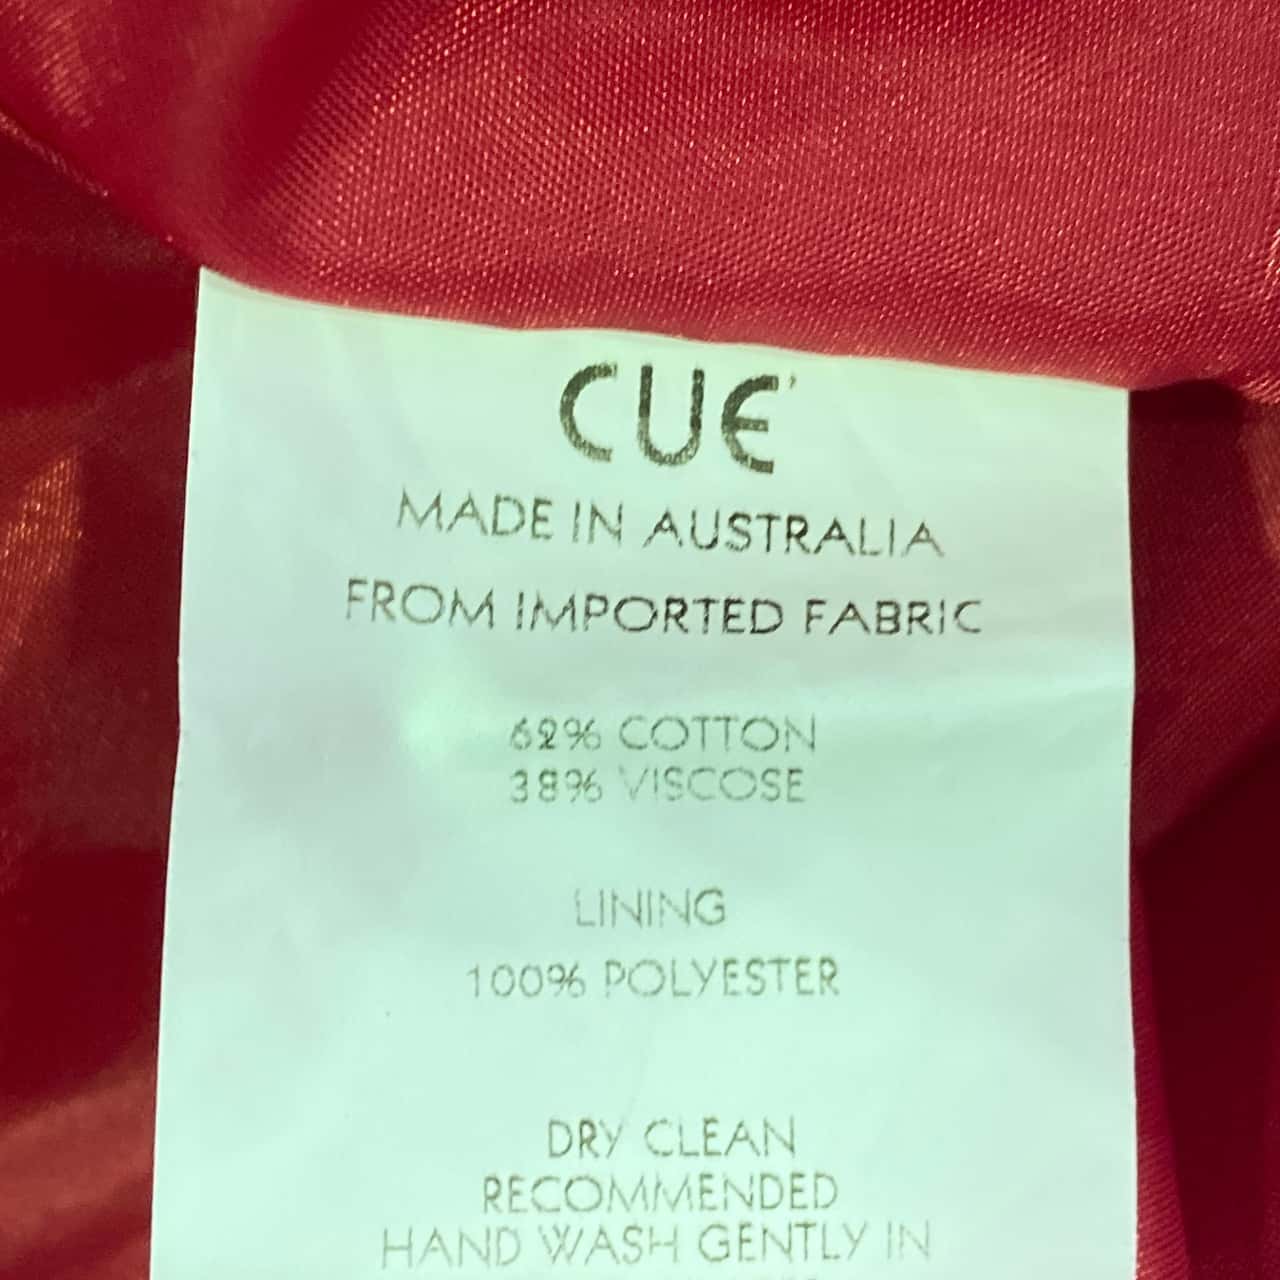 CUE
MADE IN AUSTRALIA
FROM IMPORTED FABRIC
62% COTTON
38% VISCOSE
LINING
100% POLYESTER
DRY CLEAN
RECOMMENDED
HAND WASH GENTLY IN